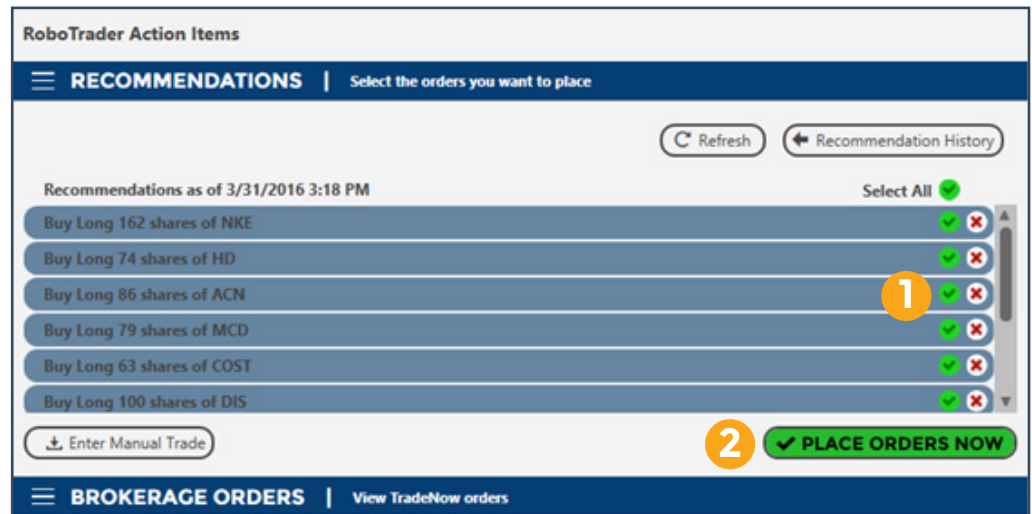 RoboTrader Action Items
RECOMMENDATIONS | Select the orders you want to place
Refresh Recommendation History
Recommendations as of 3/31/2016 3:18 PM Select All
Buy Long 162 shares of NKE
Buy Long 74 shares of HD
Buy Long 86 shares of ACN 1
Buy Long 79 shares of MCD
Buy Long 63 shares of COST
Buy Long 100 shares of DIS
Enter Manual Trade 2 PLACE ORDERS NOW
BROKERAGE ORDERS | View TradeNow orders